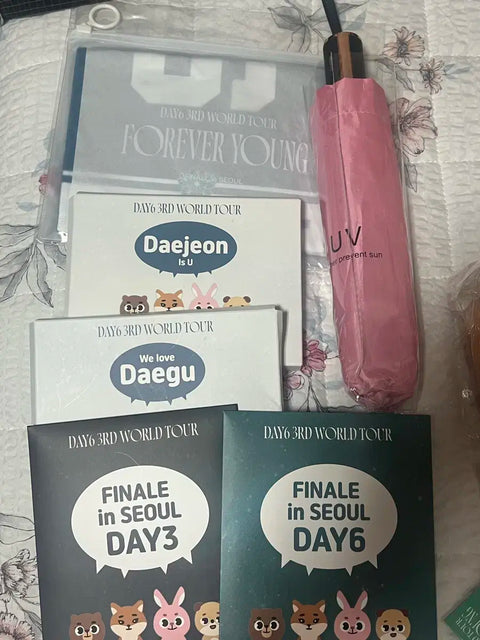 DAY6 3RD WORLD TOUR
FOREVER YOUNG
DAY6 3RD WORLD TOUR
Daejeon
Is U
UV
prevent sun
DAY6 3RD WORLD TOUR
We love
Daegu
DAY6 3RD WORLD TOUR
FINALE
in SEOUL
DAY3
DAY6 3RD WORLD TOUR
FINALE
in SEOUL
DAY6